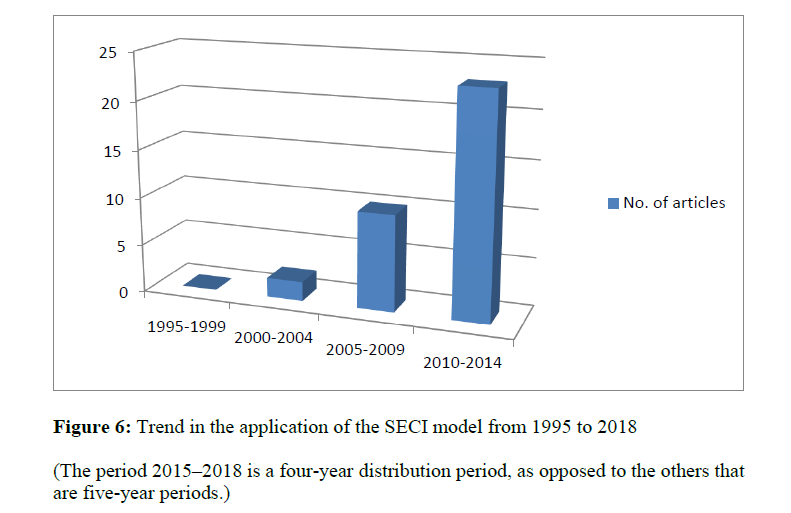 25
20
15
10
5
0
1995-1999
2000-2004
2005-2009
2010-2014
No. of articles
Figure 6: Trend in the application of the SECI model from 1995 to 2018
(The period 2015–2018 is a four-year distribution period, as opposed to the others that
are five-year periods.)